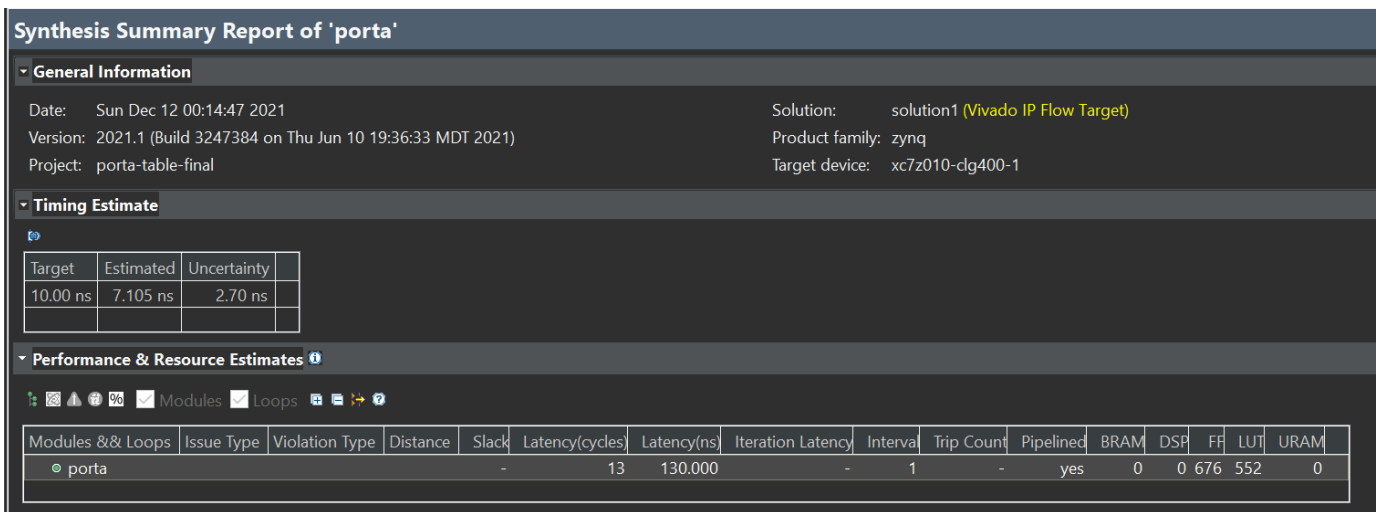 Synthesis Summary Report of 'porta'
General Information
Date: Sun Dec 12 00:14:47 2021
Version: 2021.1 (Build 3247384 on Thu Jun 10 19:36:33 MDT 2021)
Project: porta-table-final
Solution: solution1 (Vivado IP Flow Target)
Product family: zynq
Target device: xc7z010-clg400-1
Timing Estimate
Target Estimated Uncertainty
10.00 ns 7.105 ns 2.70 ns
Performance & Resource Estimates
% Modules Loops
Modules && Loops Issue Type Violation Type Distance Slack Latency(cycles) Latency(ns) Iteration Latency Interval Trip Count Pipelined BRAM DSP FF LUT URAM
porta - 13 130.000 - 1 - yes 0 0 676 552 0